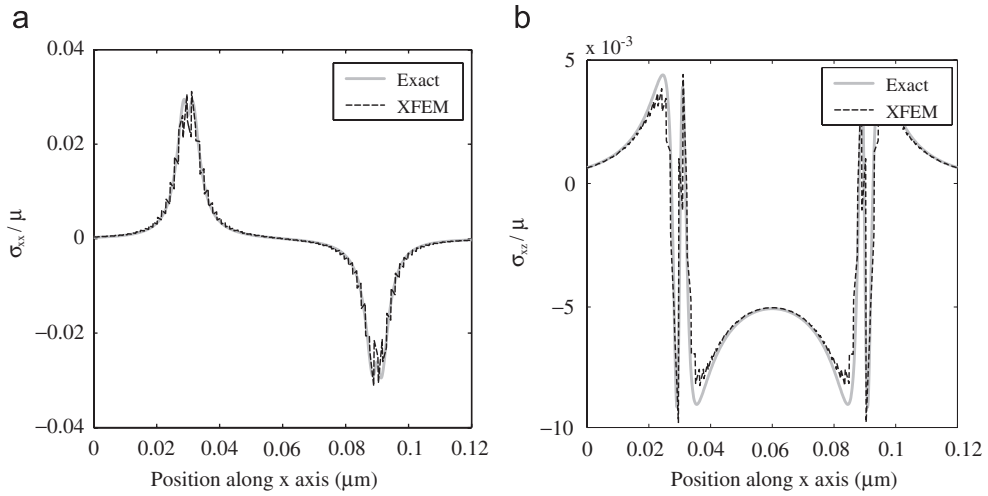 a
0.04
0.02
0
−0.02
−0.04
σxx / μ
Exact
XFEM
0
0.02
0.04
0.06
0.08
0.1
0.12
Position along x axis (μm)
b
x 10-3
5
0
−5
−10
σxz / μ
Exact
XFEM
0
0.02
0.04
0.06
0.08
0.1
0.12
Position along x axis (μm)